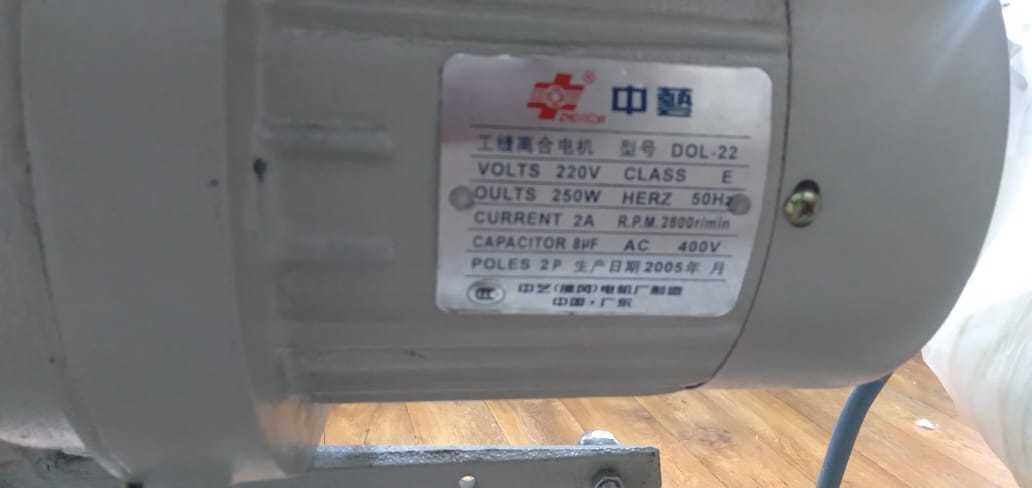 ® 中藝
ZHONGYI
工缝离合电机 型号 DOL-22
VOLTS 220V CLASS E
OULTS 250W HERZ 50Hz
CURRENT 2A R.P.M.2800r/min
CAPACITOR 8μF AC 400V
POLES 2P 生产日期2005年 月
中艺(康冈)电机厂制造
中国·广东